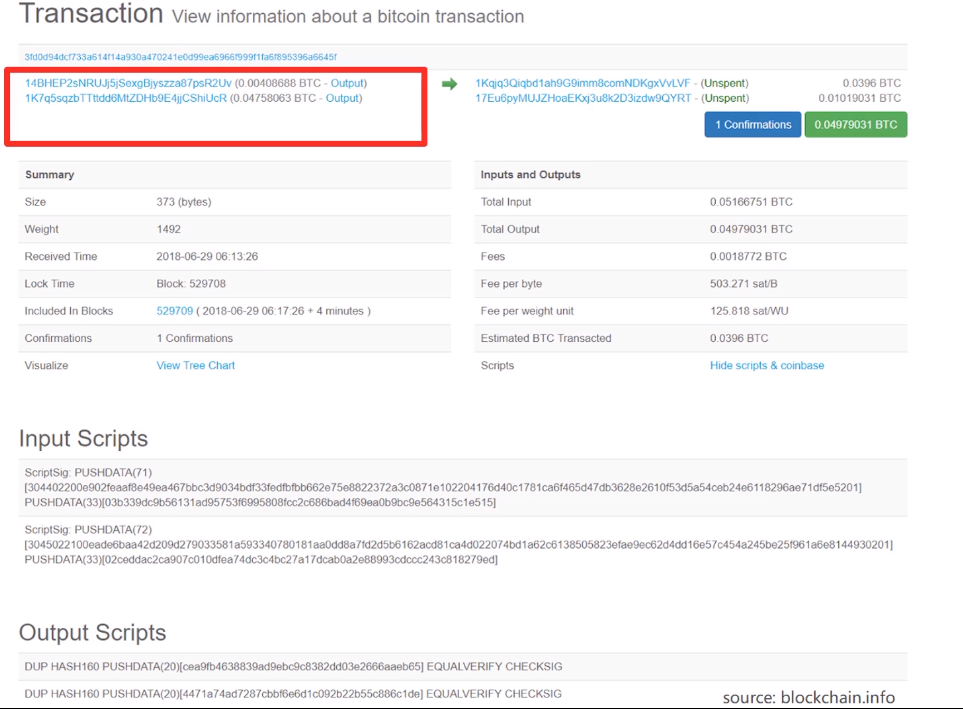 Transaction View information about a bitcoin transaction
3fd0d94dcf733a614f14a930a470241e0d99ea6966f999f1fa6f895396a6645f
14BHEP2sNRUJj5jSexgBjyszza87psR2Uv (0.00408688 BTC - Output)
1K7q5sqzbTTttdd6MtZDHb9E4jjCShiUcR (0.04758063 BTC - Output)
1Kqjq3Qiqbd1ah9G9imm8comNDKgxVvLVF - (Unspent) 0.0396 BTC
17Eu6pyMUJZHoaEKxj3u8k2D3izdw9QYRT - (Unspent) 0.01019031 BTC
1 Confirmations 0.04979031 BTC
Summary
Size 373 (bytes)
Weight 1492
Received Time 2018-06-29 06:13:26
Lock Time Block: 529708
Included In Blocks 529709 ( 2018-06-29 06:17:26 + 4 minutes )
Confirmations 1 Confirmations
Visualize View Tree Chart
Inputs and Outputs
Total Input 0.05166751 BTC
Total Output 0.04979031 BTC
Fees 0.0018772 BTC
Fee per byte 503.271 sat/B
Fee per weight unit 125.818 sat/WU
Estimated BTC Transacted 0.0396 BTC
Scripts Hide scripts & coinbase
Input Scripts
ScriptSig: PUSHDATA(71)
[304402200e902feaaf8e49ea467bbc3d9034bdf33fedfbfbb662e75e8822372a3c0871e102204176d40c1781ca6f465d47db3628e2610f53d5a54ceb24e6118296ae71df5e5201]
PUSHDATA(33)[03b339dc9b56131ad95753f6995808fcc2c686bad4f69ea0b9bc9e564315c1e515]
ScriptSig: PUSHDATA(72)
[3045022100eade6baa42d209d279033581a593340780181aa0dd8a7fd2d5b6162acd81ca4d022074bd1a62c6138505823efae9ec62d4dd16e57c454a245be25f961a6e8144930201]
PUSHDATA(33)[02ceddac2ca907c010dfea74dc3c4bc27a17dcab0a2e88993cdccc243c818279ed]
Output Scripts
DUP HASH160 PUSHDATA(20)[cea9fb4638839ad9ebc9c8382dd03e2666aaeb65] EQUALVERIFY CHECKSIG
DUP HASH160 PUSHDATA(20)[4471a74ad7287cbbf6e6d1c092b22b55c886c1de] EQUALVERIFY CHECKSIG
source: blockchain.info